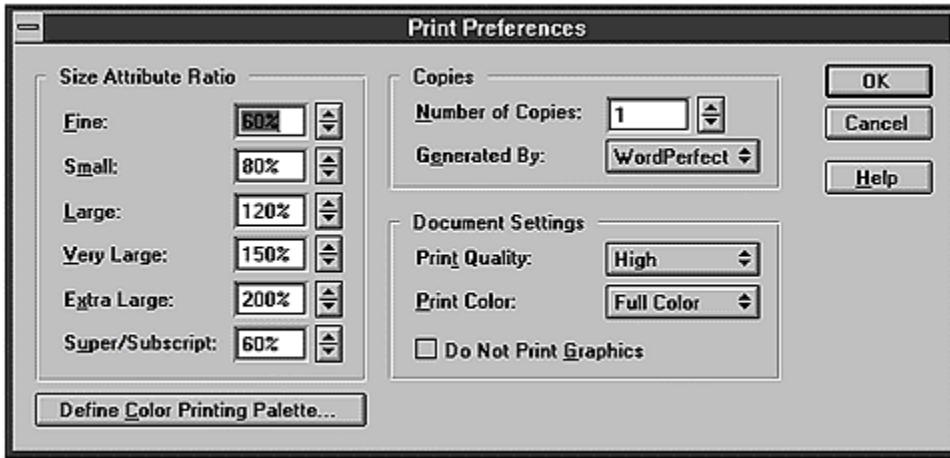 Print Preferences
Size Attribute Ratio
Fine: 60%
Small: 80%
Large: 120%
Very Large: 150%
Extra Large: 200%
Super/Subscript: 60%
Define Color Printing Palette...
Copies
Number of Copies: 1
Generated By: WordPerfect
Document Settings
Print Quality: High
Print Color: Full Color
Do Not Print Graphics
OK
Cancel
Help